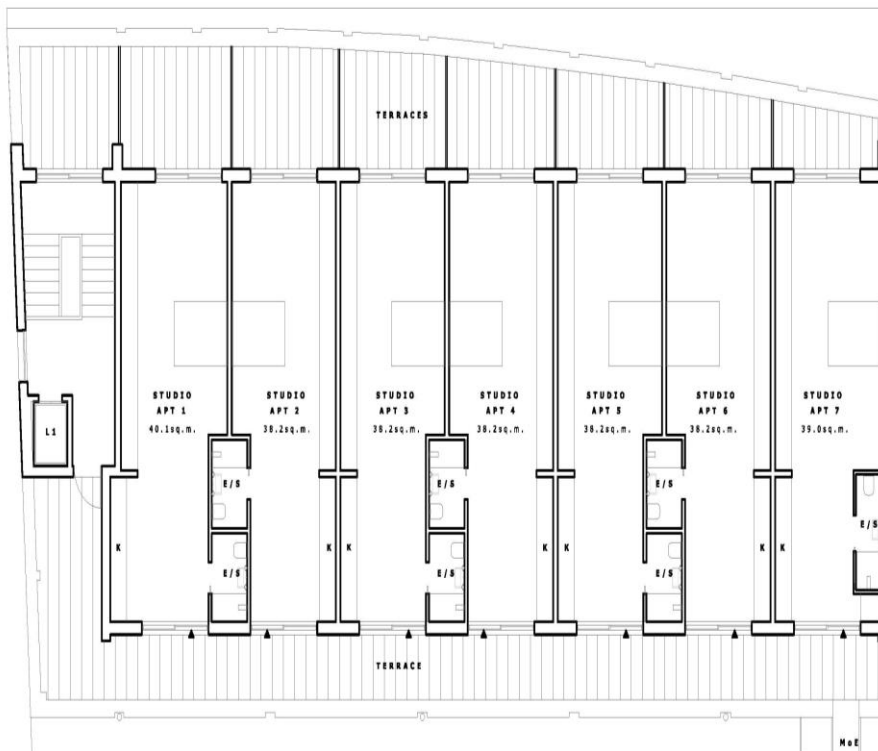 TERRACES
STUDIO
APT 1
40.1sq.m.
STUDIO
APT 2
38.2sq.m.
STUDIO
APT 3
38.2sq.m.
STUDIO
APT 4
38.2sq.m.
STUDIO
APT 5
38.2sq.m.
STUDIO
APT 6
38.2sq.m.
STUDIO
APT 7
39.0sq.m.
L1
E/S
E/S
E/S
E/S
K
K
K
K
K
K
K
E/S
E/S
E/S
TERRACE
MoE